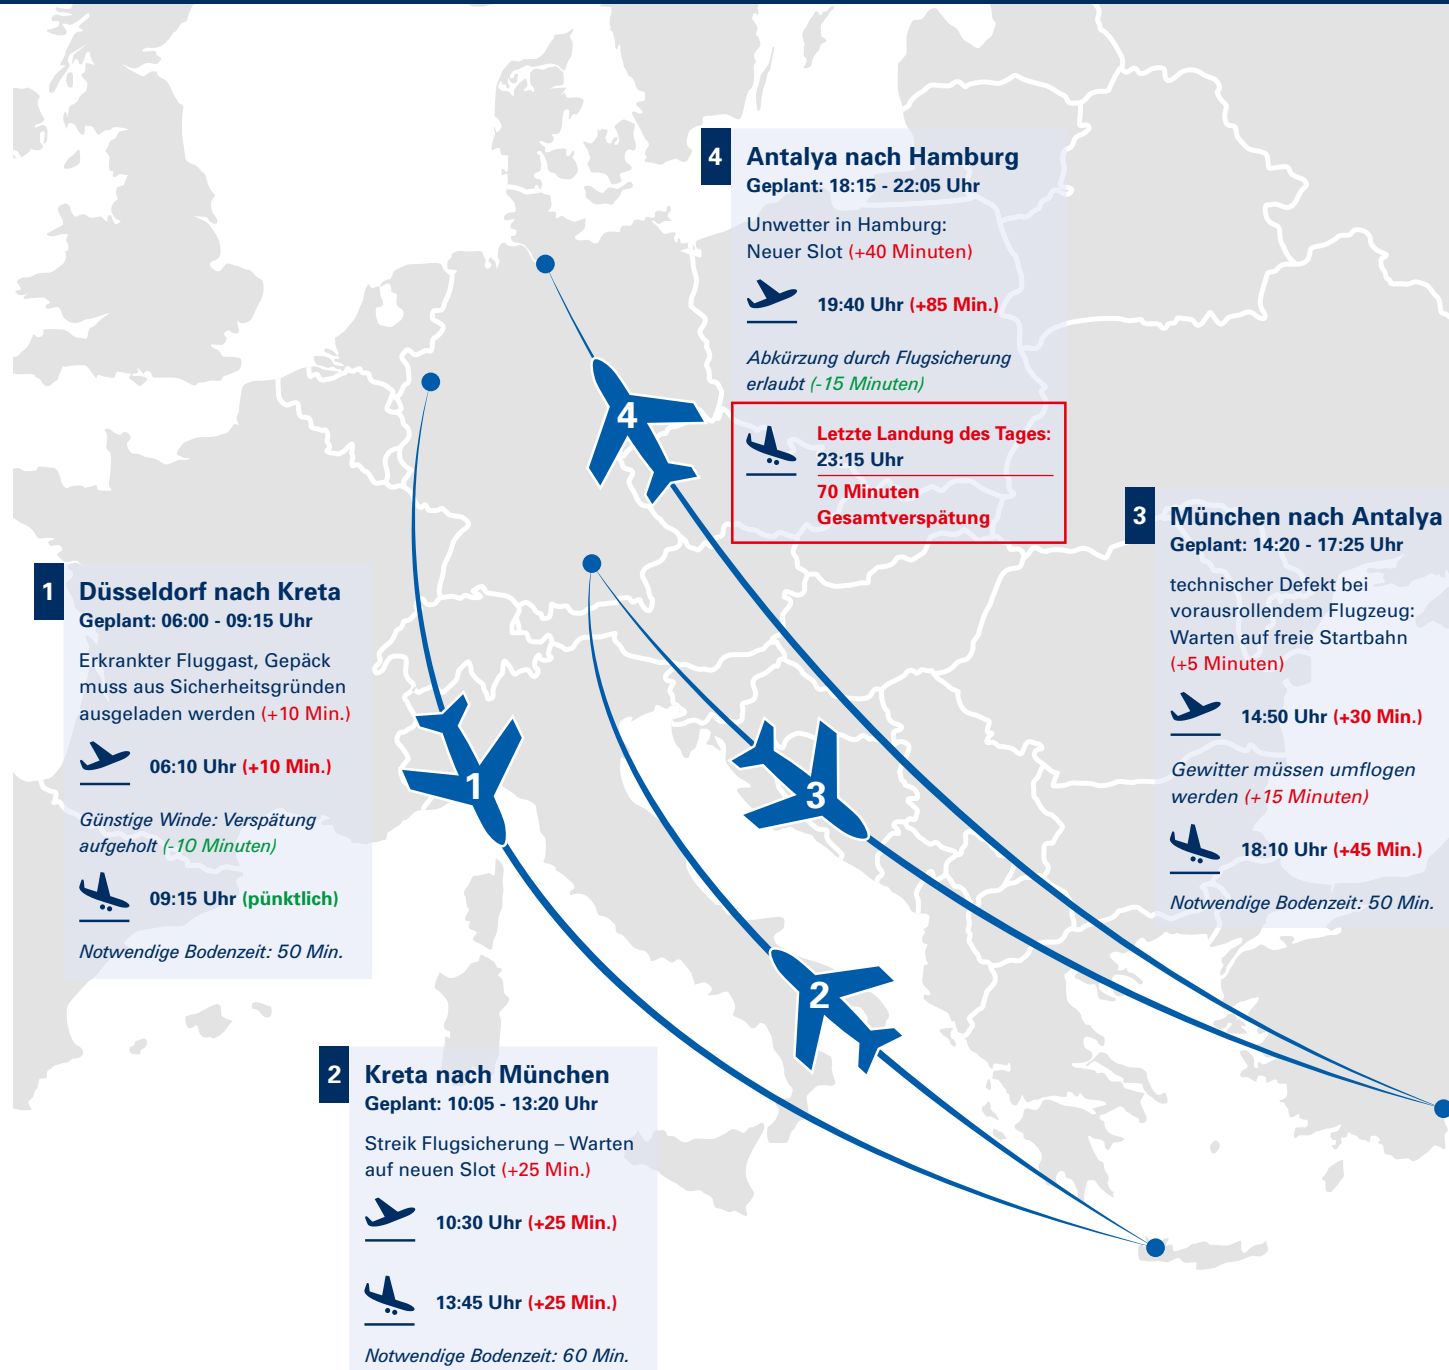 1
Düsseldorf nach Kreta
Geplant: 06:00 - 09:15 Uhr
Erkrankter Fluggast, Gepäck
muss aus Sicherheitsgründen
ausgeladen werden (+10 Min.)
06:10 Uhr (+10 Min.)
Günstige Winde: Verspätung
aufgeholt (-10 Minuten)
09:15 Uhr (pünktlich)
Notwendige Bodenzeit: 50 Min.
2
Kreta nach München
Geplant: 10:05 - 13:20 Uhr
Streik Flugsicherung – Warten
auf neuen Slot (+25 Min.)
10:30 Uhr (+25 Min.)
13:45 Uhr (+25 Min.)
Notwendige Bodenzeit: 60 Min.
3
München nach Antalya
Geplant: 14:20 - 17:25 Uhr
technischer Defekt bei
vorausrollendem Flugzeug:
Warten auf freie Startbahn
(+5 Minuten)
14:50 Uhr (+30 Min.)
Gewitter müssen umflogen
werden (+15 Minuten)
18:10 Uhr (+45 Min.)
Notwendige Bodenzeit: 50 Min.
4
Antalya nach Hamburg
Geplant: 18:15 - 22:05 Uhr
Unwetter in Hamburg:
Neuer Slot (+40 Minuten)
19:40 Uhr (+85 Min.)
Abkürzung durch Flugsicherung
erlaubt (-15 Minuten)
Letzte Landung des Tages:
23:15 Uhr
70 Minuten
Gesamtverspätung
4
1
3
2